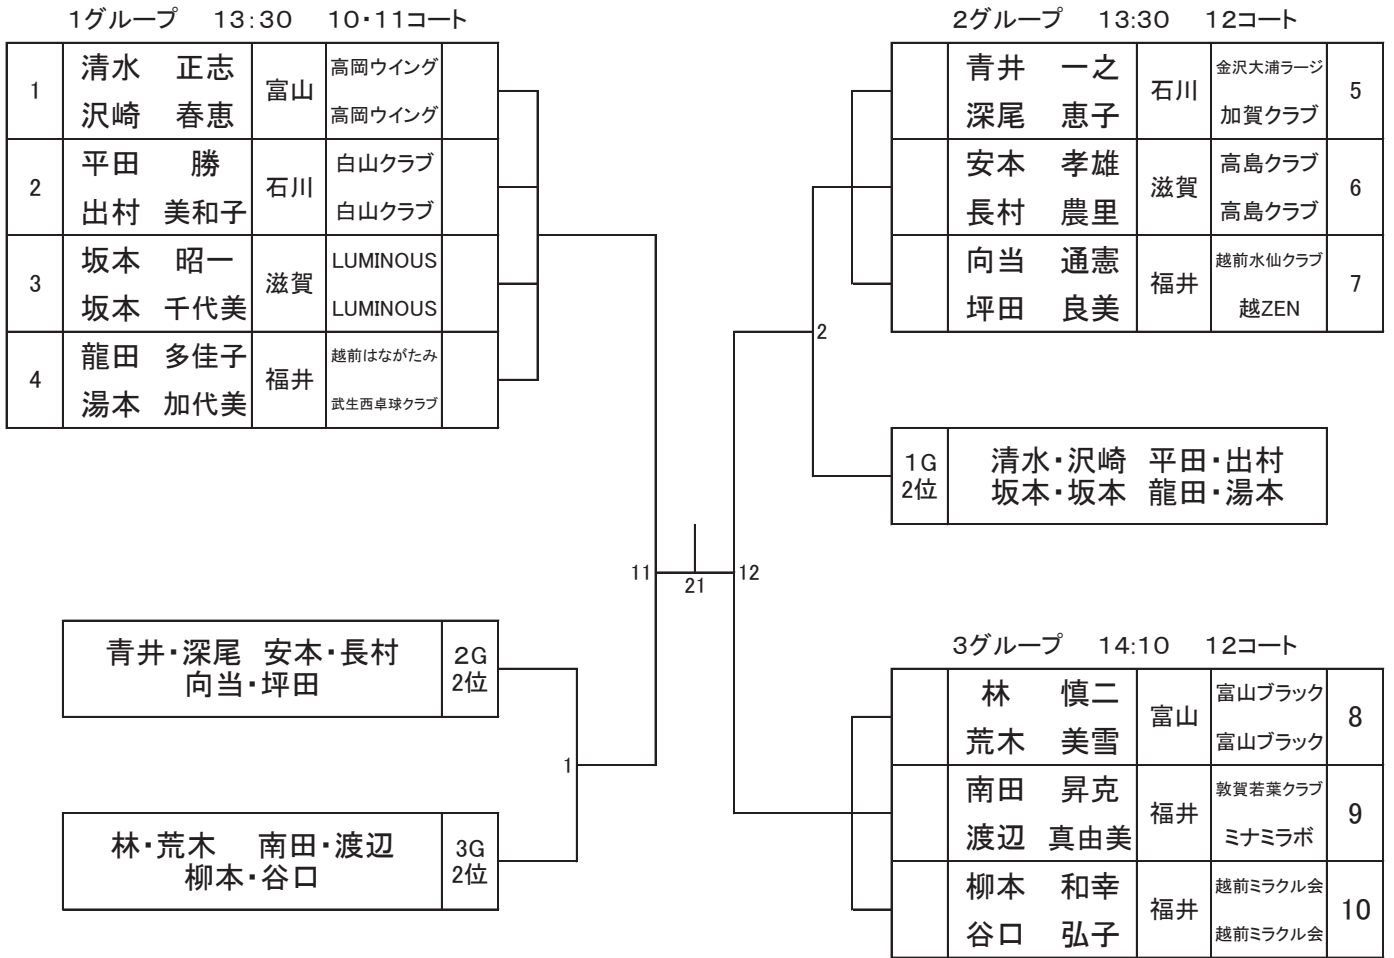 1グループ 13:30 10・11コート
1 清水 正志 富山 高岡ウイング
沢崎 春恵 高岡ウイング
2 平田 勝 石川 白山クラブ
出村 美和子 白山クラブ
3 坂本 昭一 滋賀 LUMINOUS
坂本 千代美 LUMINOUS
4 龍田 多佳子 福井 越前はながたみ
湯本 加代美 武生西卓球クラブ
青井・深尾 安本・長村
向当・坪田
2G
2位
林・荒木 南田・渡辺
柳本・谷口
3G
2位
1
11
21
12
2
2グループ 13:30 12コート
青井 一之 石川 金沢大浦ラージ 5
深尾 恵子 加賀クラブ
安本 孝雄 滋賀 高島クラブ 6
長村 農里 高島クラブ
向当 通憲 福井 越前水仙クラブ 7
坪田 良美 越ZEN
1G
2位
清水・沢崎 平田・出村
坂本・坂本 龍田・湯本
3グループ 14:10 12コート
林 慎二 富山 富山ブラック 8
荒木 美雪 富山ブラック
南田 昇克 福井 敦賀若葉クラブ 9
渡辺 真由美 ミナミラボ
柳本 和幸 福井 越前ミラクル会 10
谷口 弘子 越前ミラクル会